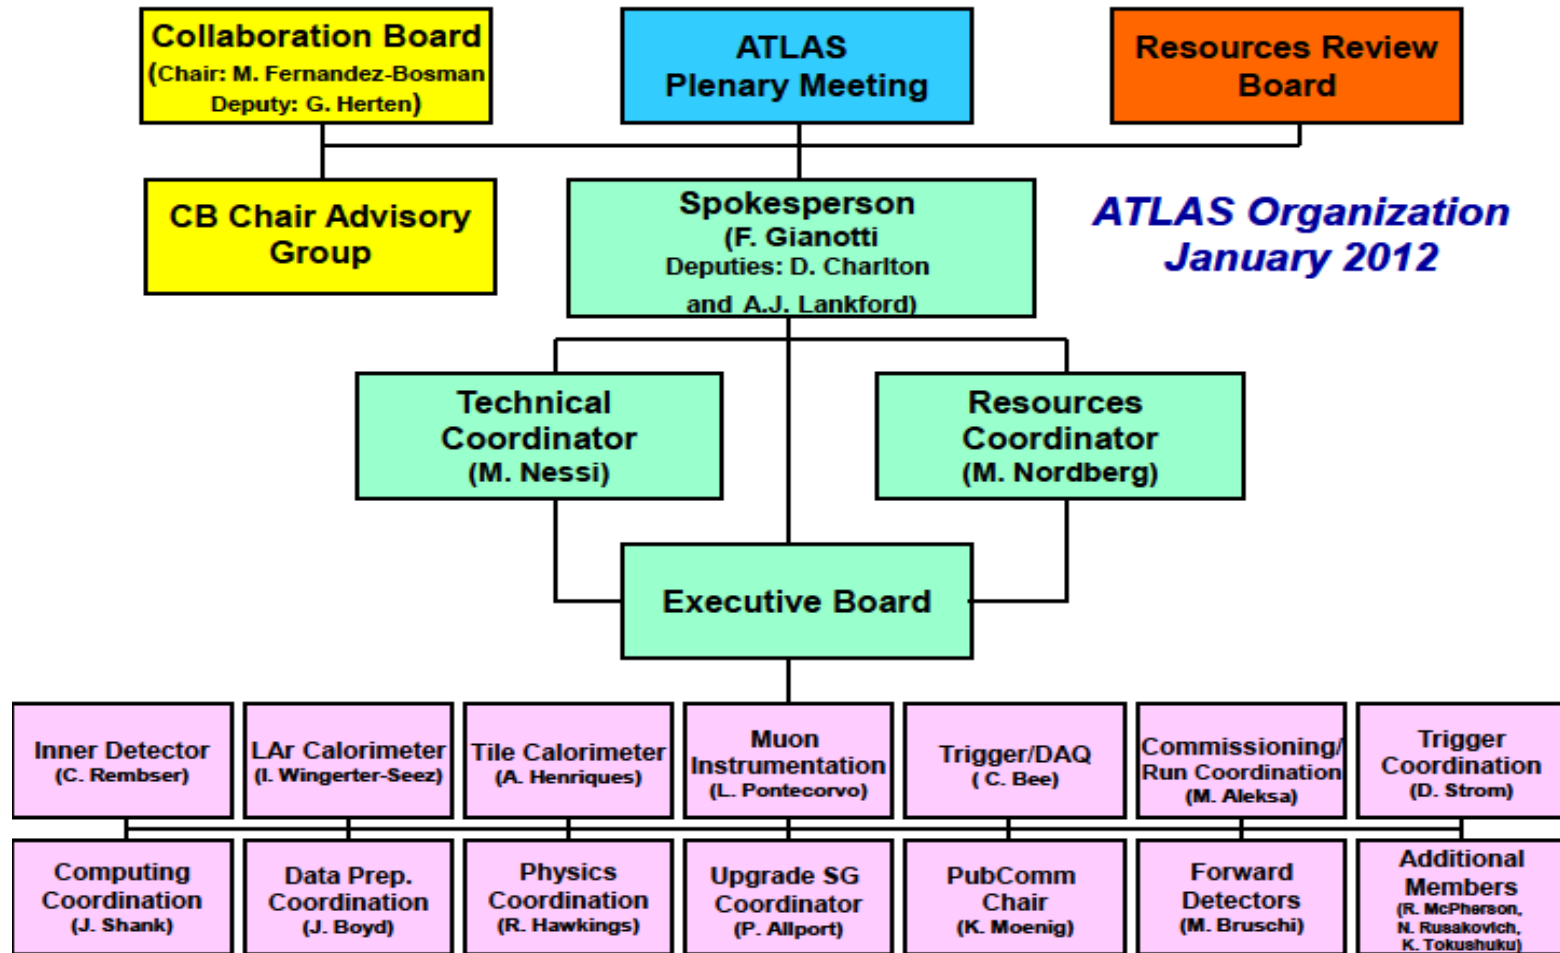 Collaboration Board
(Chair: M. Fernandez-Bosman
Deputy: G. Herten)
ATLAS
Plenary Meeting
Resources Review
Board
CB Chair Advisory
Group
Spokesperson
(F. Gianotti
Deputies: D. Charlton
and A.J. Lankford)
ATLAS Organization
January 2012
Technical
Coordinator
(M. Nessi)
Resources
Coordinator
(M. Nordberg)
Executive Board
Inner Detector
(C. Rembser)
LAr Calorimeter
(I. Wingerter-Seez)
Tile Calorimeter
(A. Henriques)
Muon
Instrumentation
(L. Pontecorvo)
Trigger/DAQ
( C. Bee)
Commissioning/
Run Coordination
(M. Aleksa)
Trigger
Coordination
(D. Strom)
Computing
Coordination
(J. Shank)
Data Prep.
Coordination
(J. Boyd)
Physics
Coordination
(R. Hawkings)
Upgrade SG
Coordinator
(P. Allport)
PubComm
Chair
(K. Moenig)
Forward
Detectors
(M. Bruschi)
Additional
Members
(R. McPherson,
N. Rusakovich,
K. Tokushuku)